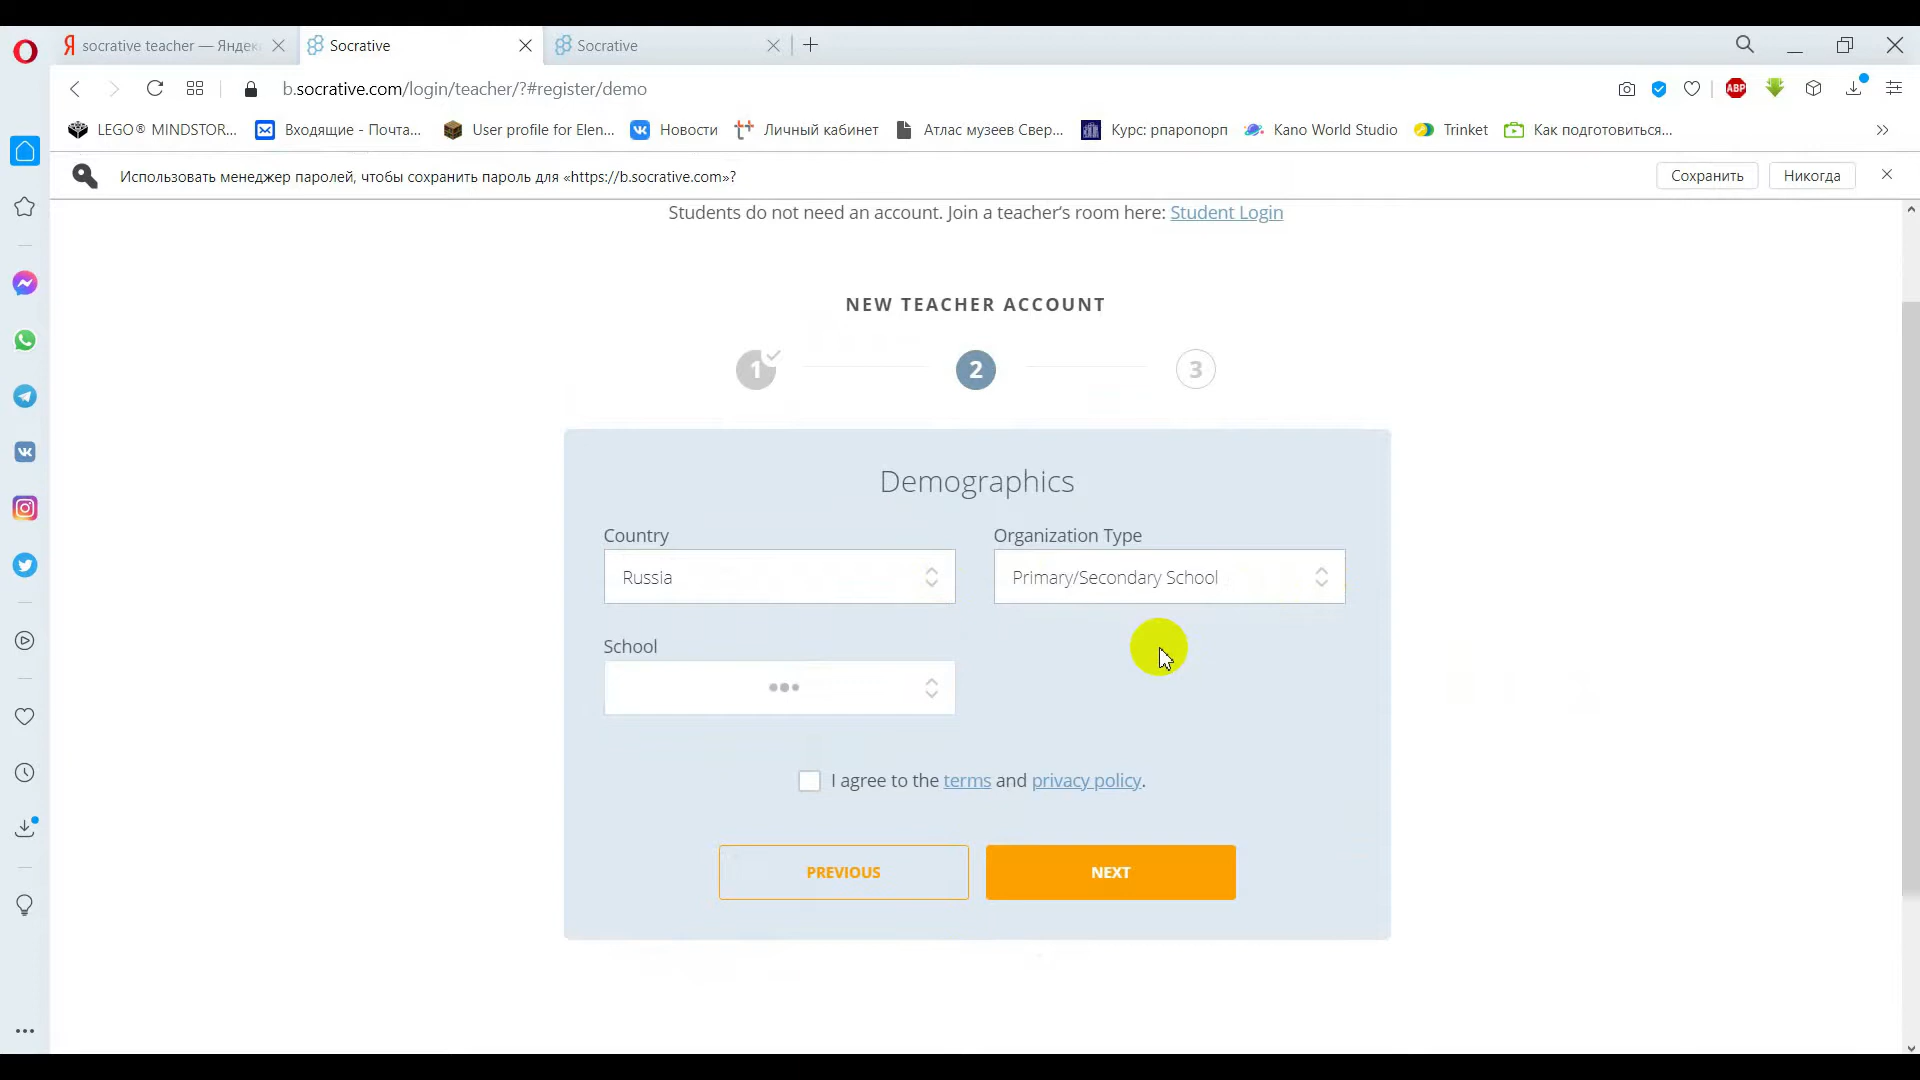 socrative teacher — Яндек
Socrative
Socrative
b.socrative.com/login/teacher/?#register/demo
ABP
LEGO® MINDSTOR...
Входящие - Почта...
User profile for Elen...
Новости
Личный кабинет
Атлас музеев Свер...
Курс: рпаропорп
Kano World Studio
Trinket
Как подготовиться...
Использовать менеджер паролей, чтобы сохранить пароль для «https://b.socrative.com»?
Сохранить
Никогда
Students do not need an account. Join a teacher's room here: Student Login
NEW TEACHER ACCOUNT
1
2
3
Demographics
Country
Organization Type
Russia
Primary/Secondary School
School
I agree to the terms and privacy policy.
PREVIOUS
NEXT